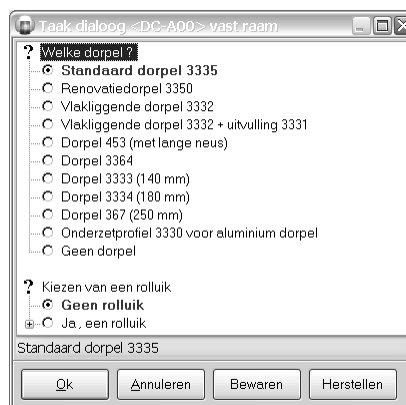 Taak dialoog <DC-A00> vast raam
Welke dorpel ?
Standaard dorpel 3335
Renovatiedorpel 3350
Vlakliggende dorpel 3332
Vlakliggende dorpel 3332 + uitvulling 3331
Dorpel 453 (met lange neus)
Dorpel 3364
Dorpel 3333 (140 mm)
Dorpel 3334 (180 mm)
Dorpel 367 (250 mm)
Onderzetprofiel 3330 voor aluminium dorpel
Geen dorpel
Kiezen van een rolluik
Geen rolluik
Ja , een rolluik
Standaard dorpel 3335
Ok Annuleren Bewaren Herstellen